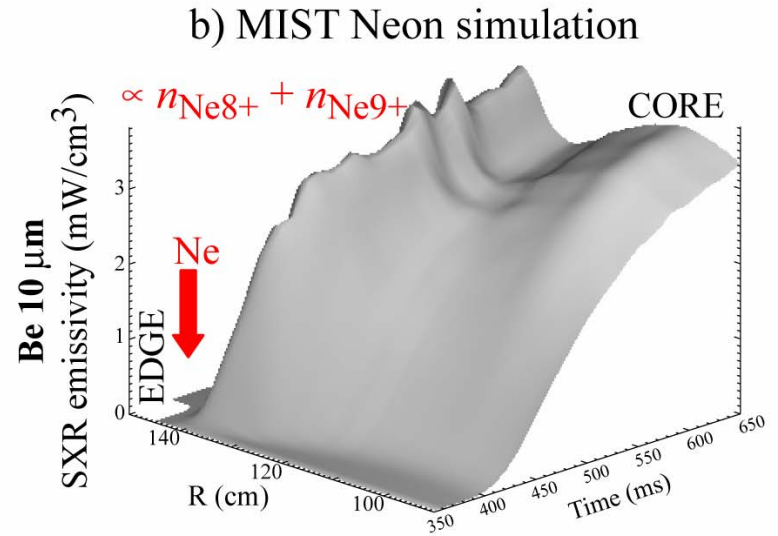 b) MIST Neon simulation
∝ nNe8+ + nNe9+
CORE
Ne
EDGE
Be 10 μm
SXR emissivity (mW/cm³)
3
2
1
0
140
120
100
R (cm)
350
400
450
500
550
600
650
Time (ms)